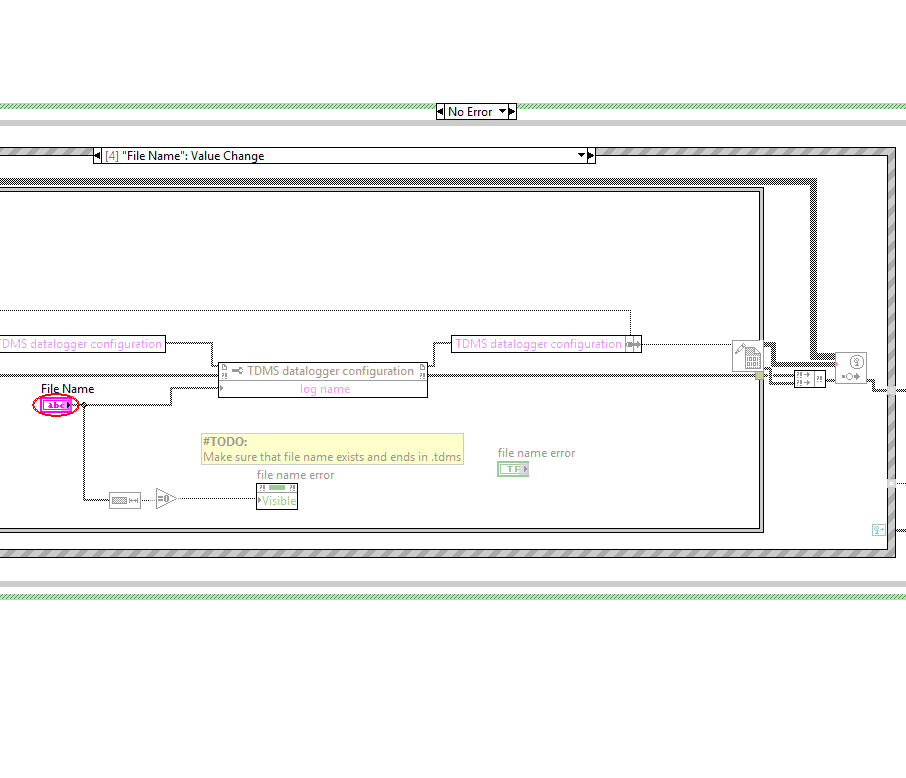 No Error
[4] "File Name": Value Change
TDMS datalogger configuration
TDMS datalogger configuration
TDMS datalogger configuration
log name
File Name
abc
#TODO:
Make sure that file name exists and ends in .tdms
file name error
TF
file name error
=0
?!
?!
Visible